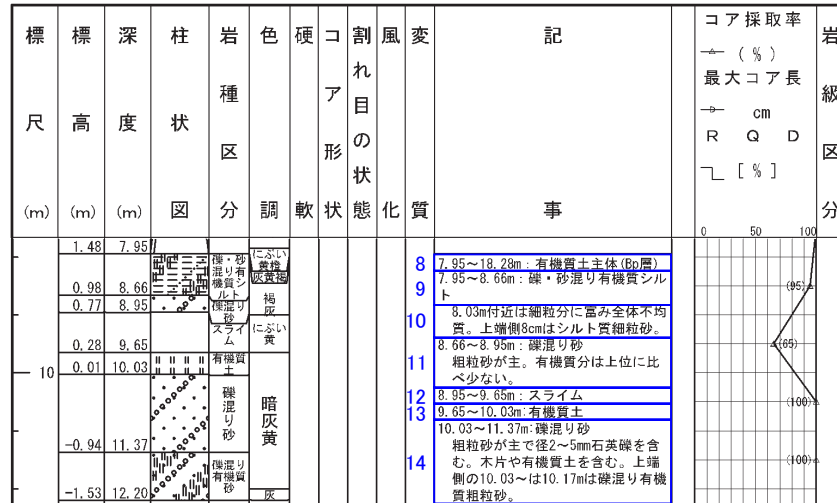 標尺(m)
標高(m)
深度(m)
柱状図
岩種区分
色調
硬軟
コア形状
割れ目の状態
風化
変質
記事
コア採取率
(%)
最大コア長
cm
RQD
[%]
岩級区分
0 50 100
1.48 7.95
0.98 8.66
0.77 8.95
0.28 9.65
10
0.01 10.03
-0.94 11.37
-1.53 12.20
礫・砂
混り有
機質シ
ルト
礫混り
砂
スライ
ム
有機質
土
礫混り砂
礫混り
有機質
砂
にぶい
黄橙
灰黄褐
褐灰
にぶい
黄
暗灰黄
灰
8 7.95~18.28m:有機質土主体(Bp層)
9 7.95~8.66m:礫・砂混り有機質シル
ト
10 8.03m付近は細粒分に富み全体不均
質。上端側8cmはシルト質細粒砂。
11 8.66~8.95m:礫混り砂
粗粒砂が主。有機質分は上位に比
べ少ない。
12 8.95~9.65m:スライム
13 9.65~10.03m:有機質土
14 10.03~11.37m:礫混り砂
粗粒砂が主で径2~5mm石英礫を含
む。木片や有機質土を含む。上端
側の10.03~は10.17mは礫混り有機
質粗粒砂。
(95)
(65)
(100)
(100)